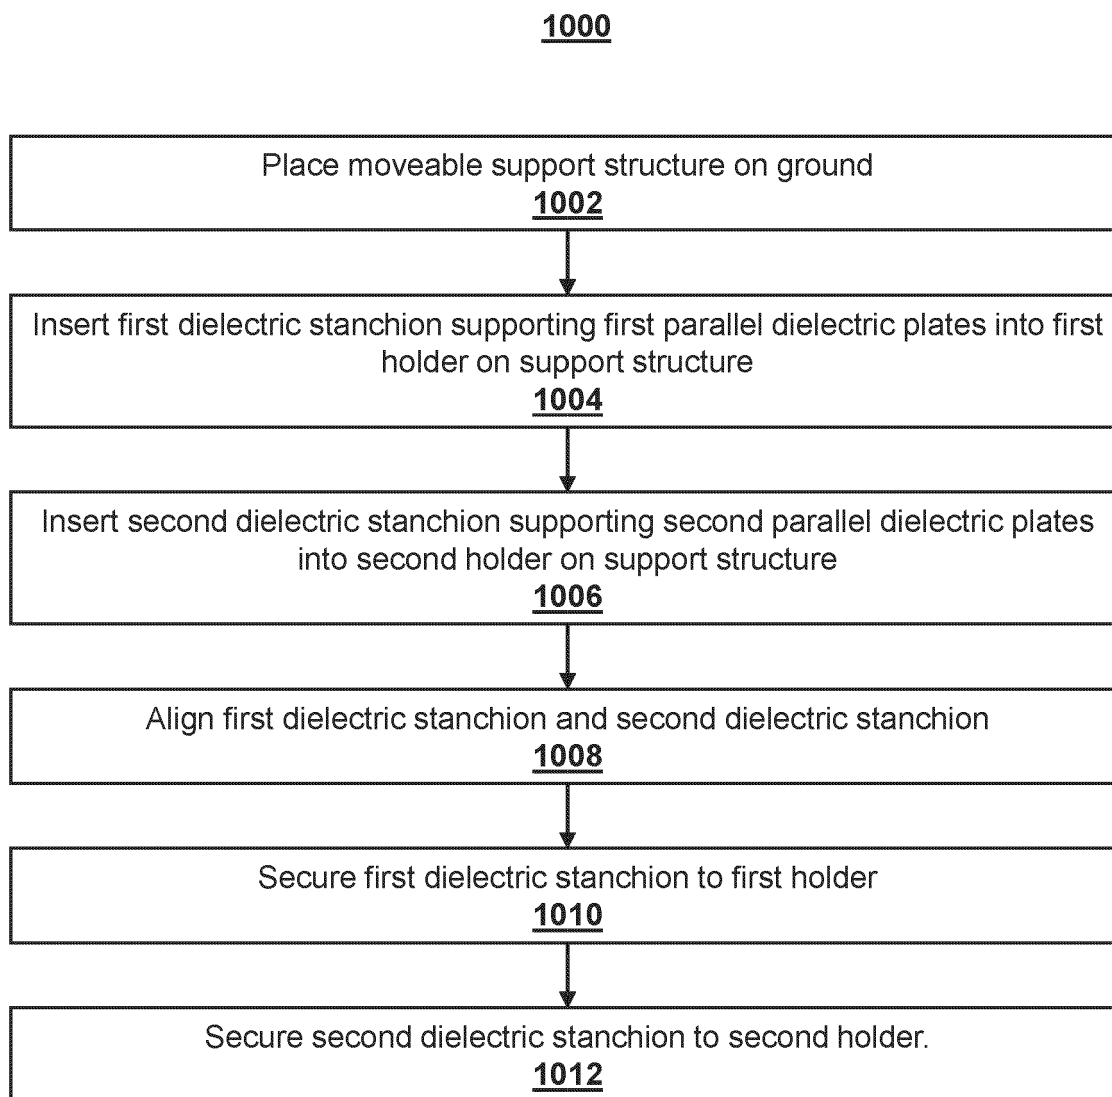 1000
Place moveable support structure on ground
1002
Insert first dielectric stanchion supporting first parallel dielectric plates into first
holder on support structure
1004
Insert second dielectric stanchion supporting second parallel dielectric plates
into second holder on support structure
1006
Align first dielectric stanchion and second dielectric stanchion
1008
Secure first dielectric stanchion to first holder
1010
Secure second dielectric stanchion to second holder.
1012